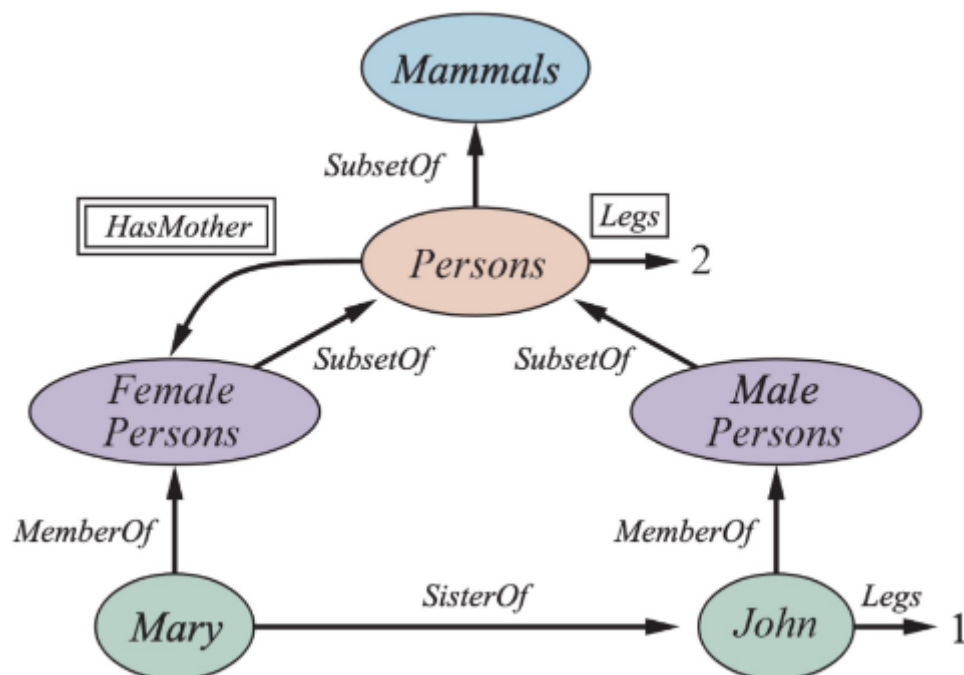 Mammals
SubsetOf
HasMother
Legs
Persons
2
SubsetOf
SubsetOf
Female
Persons
Male
Persons
MemberOf
MemberOf
SisterOf
Legs
Mary
John
1